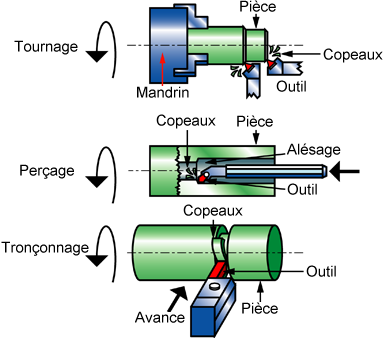 Pièce
Tournage
Copeaux
Mandrin
Outil
Copeaux
Pièce
Alésage
Perçage
Outil
Copeaux
Tronçonnage
Outil
Avance
Pièce